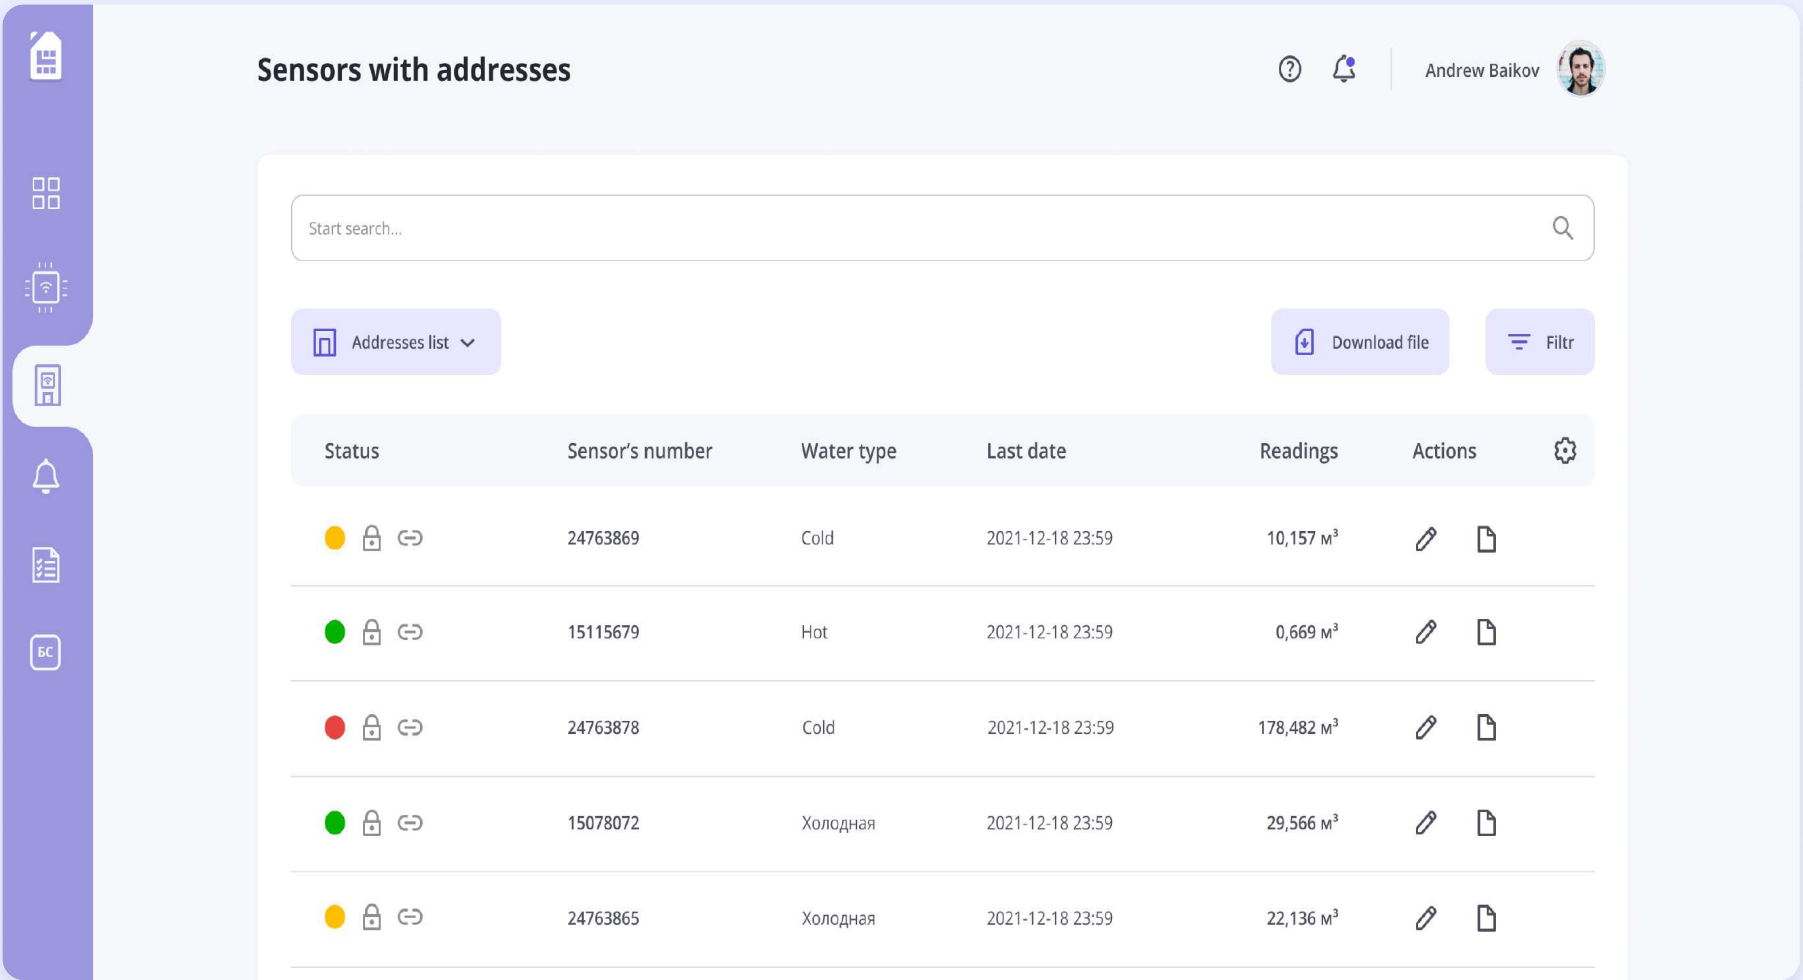 Sensors with addresses
Andrew Baikov
Start search...
Addresses list
Download file
Filtr
Status Sensor’s number Water type Last date Readings Actions
24763869 Cold 2021-12-18 23:59 10,157 м³
15115679 Hot 2021-12-18 23:59 0,669 м³
24763878 Cold 2021-12-18 23:59 178,482 м³
БС
15078072 Холодная 2021-12-18 23:59 29,566 м³
24763865 Холодная 2021-12-18 23:59 22,136 м³